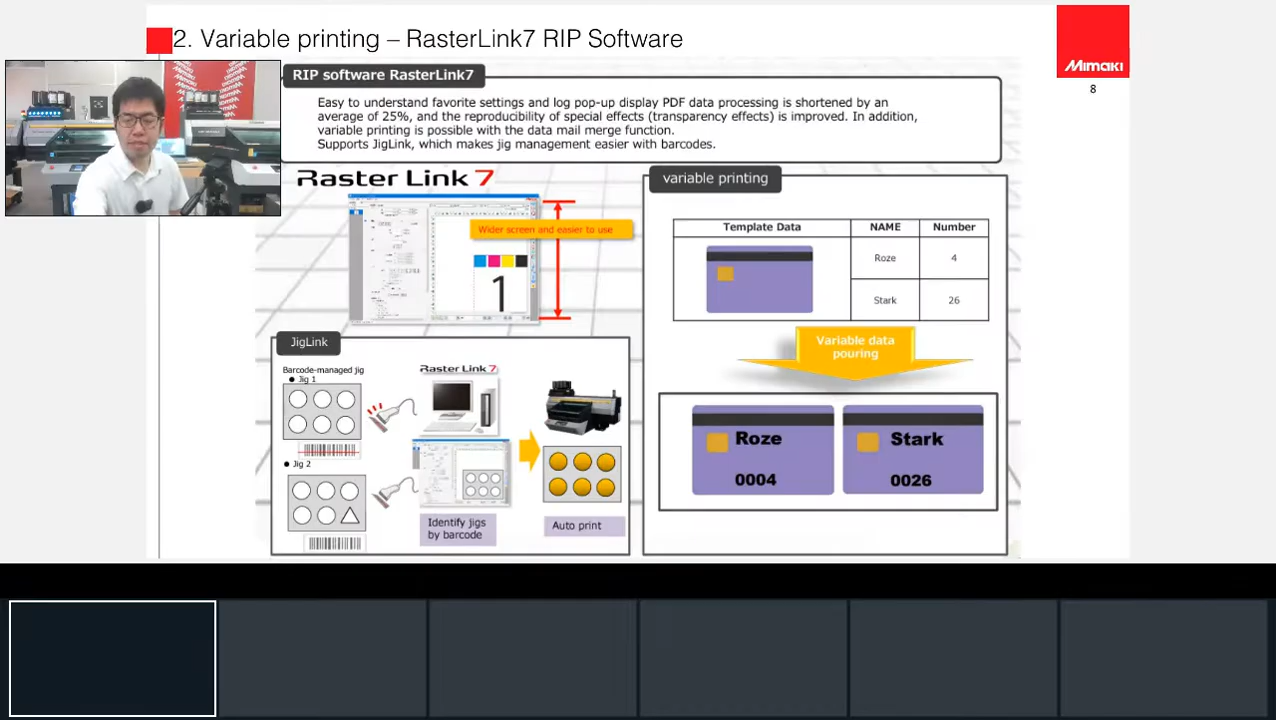 2. Variable printing – RasterLink7 RIP Software
Mimaki
8
RIP software RasterLink7
Easy to understand favorite settings and log pop-up display PDF data processing is shortened by an
average of 25%, and the reproducibility of special effects (transparency effects) is improved. In addition,
variable printing is possible with the data mail merge function.
Supports JigLink, which makes jig management easier with barcodes.
Raster Link 7
Wider screen and easier to use
1
JigLink
Barcode-managed jig
● Jig 1
● Jig 2
Raster Link 7
Identify jigs
by barcode
Auto print
variable printing
Template Data NAME Number
Roze 4
Stark 26
Variable data
pouring
Roze
0004
Stark
0026